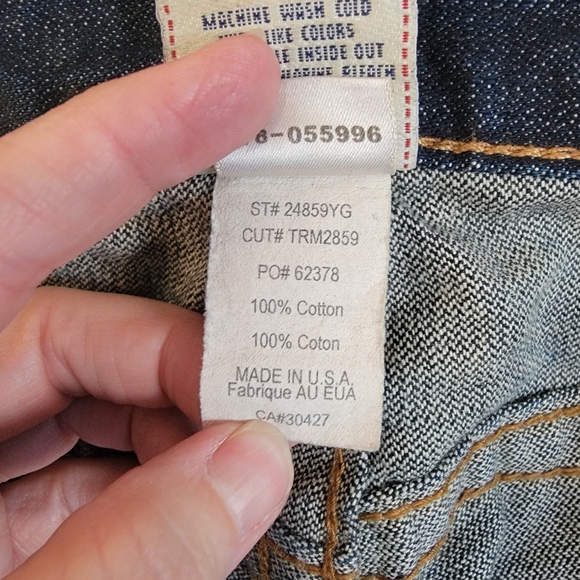 MACHINE WASH COLD
LIKE COLORS
INSIDE OUT
8-055996
ST# 24859YG
CUT# TRM2859
PO# 62378
100% Cotton
100% Coton
MADE IN U.S.A.
Fabrique AU EUA
CA#30427